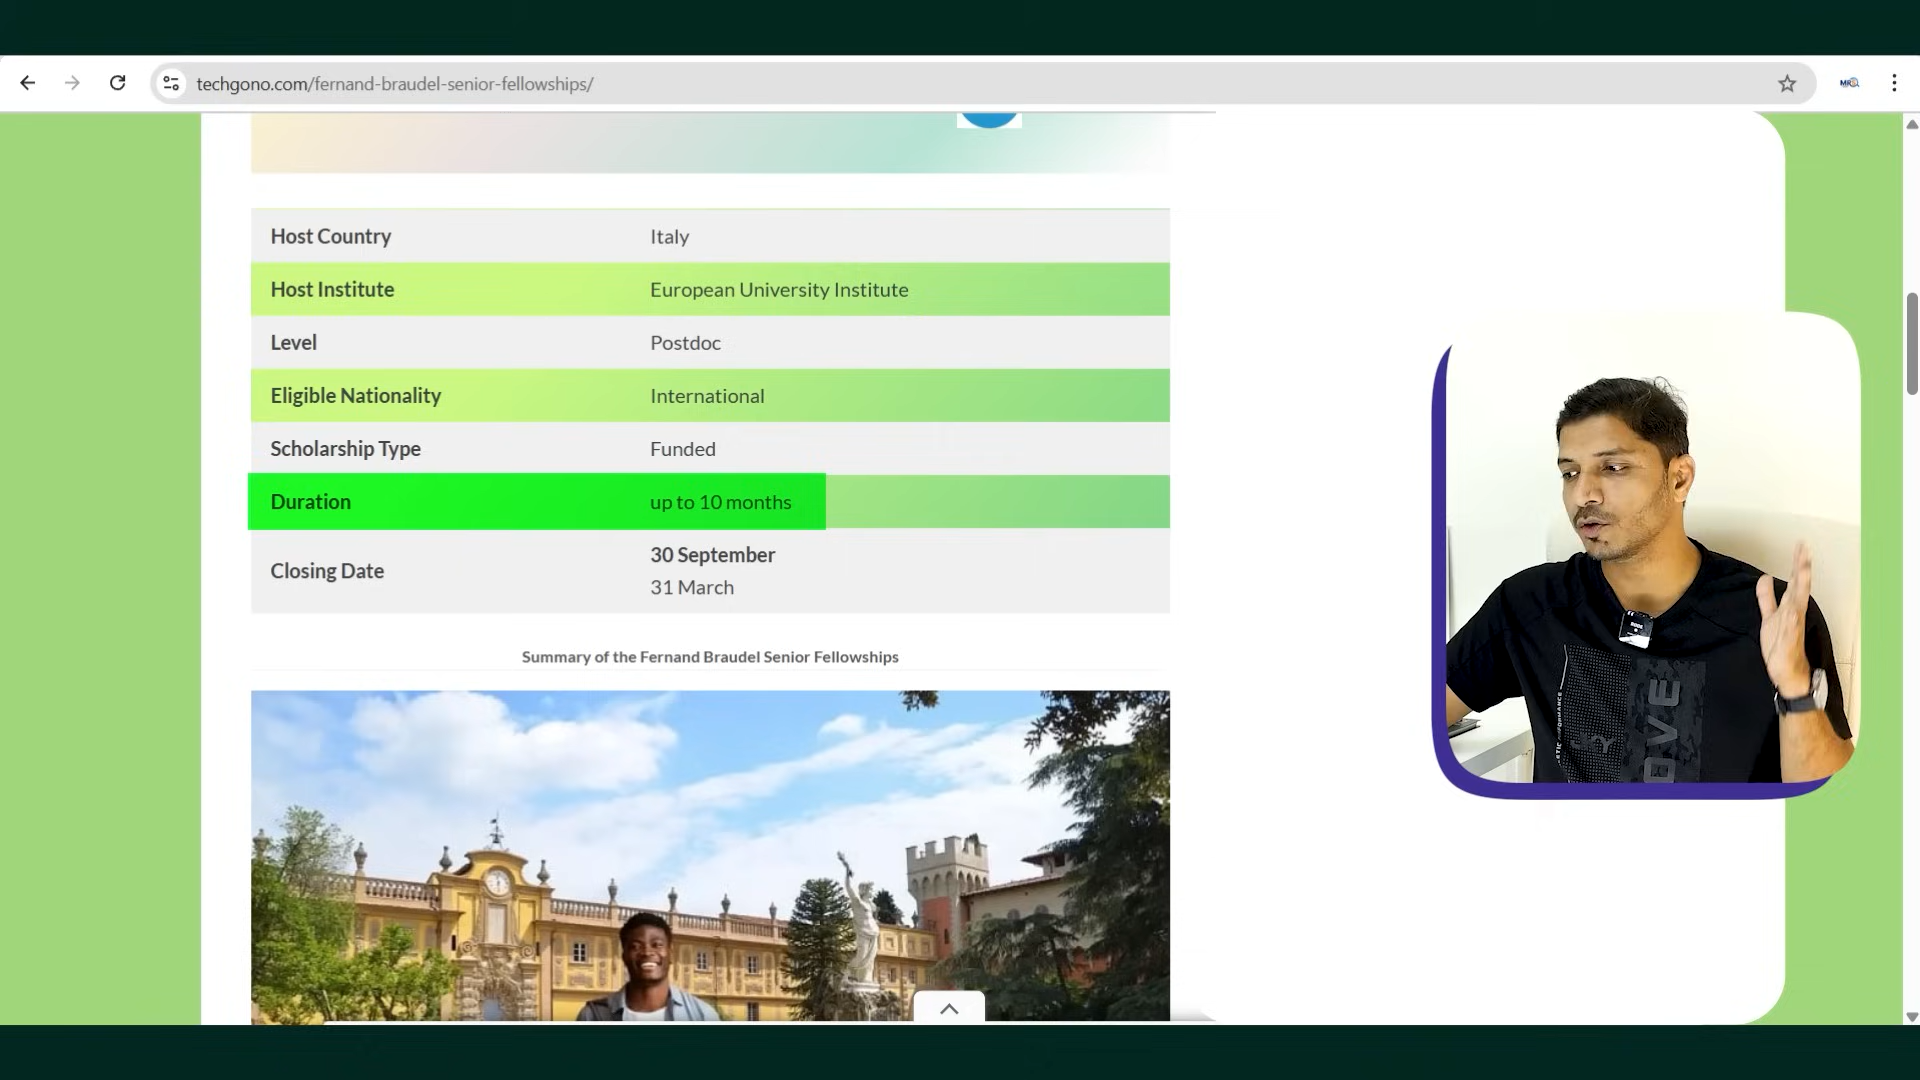 techgono.com/fernand-braudel-senior-fellowships/
Host Country Italy
Host Institute European University Institute
Level Postdoc
Eligible Nationality International
Scholarship Type Funded
Duration up to 10 months
Closing Date 30 September
31 March
Summary of the Fernand Braudel Senior Fellowships
OVE